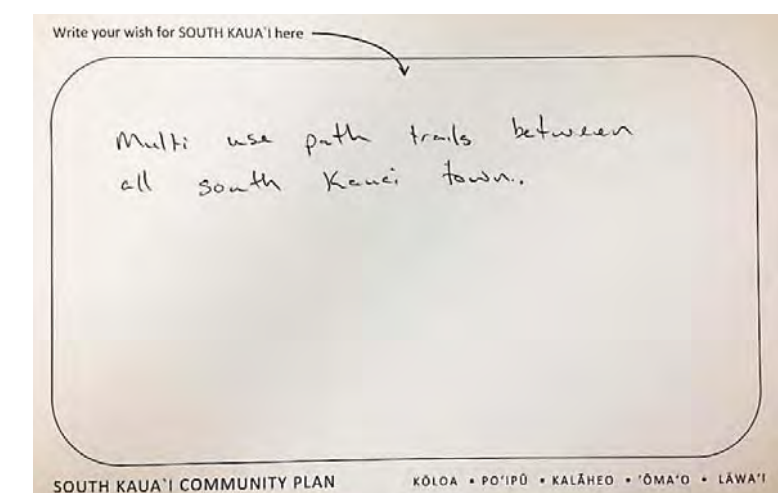 Write your wish for SOUTH KAUA`I here
Multi use path trails between
all south Kauai town.
SOUTH KAUA`I COMMUNITY PLAN
KŌLOA • PO'IPŪ • KALĀHEO • 'ŌMA'O • LĀWA'I